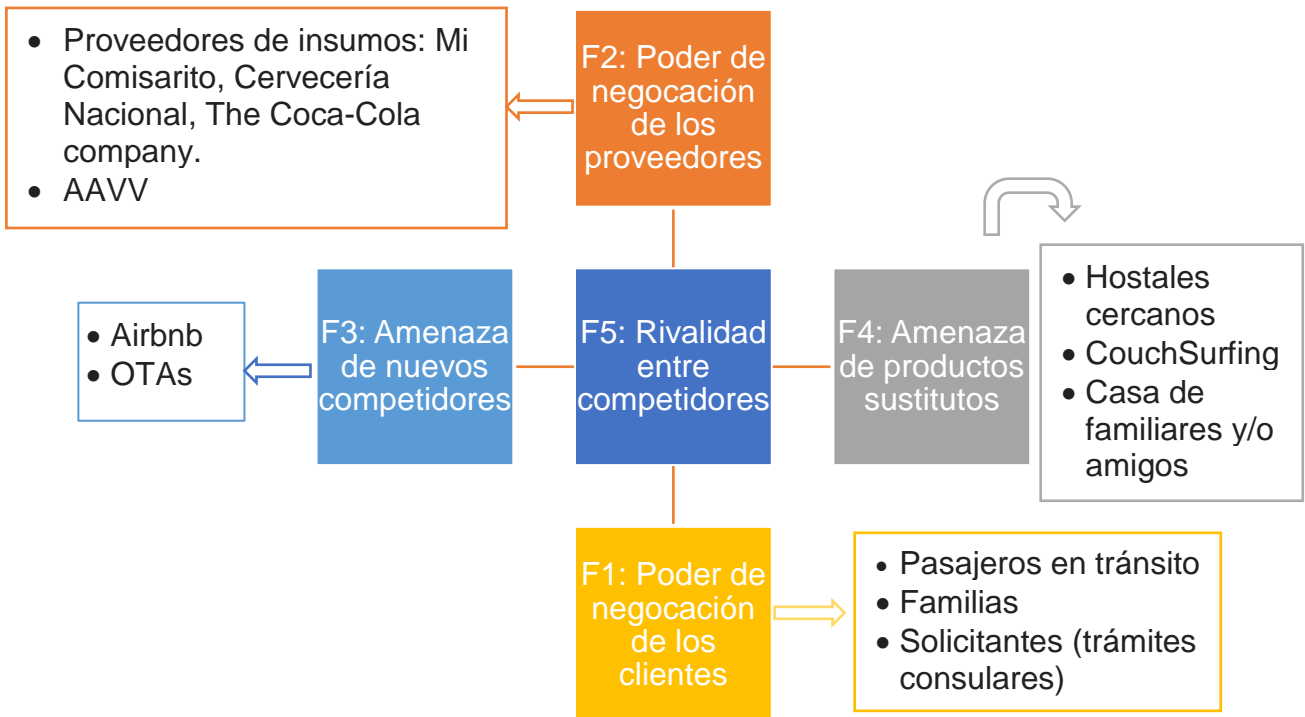 • Proveedores de insumos: Mi
Comisarito, Cervecería
Nacional, The Coca-Cola
company.
• AAVV
F2: Poder de
negocación
de los
proveedores
• Airbnb
• OTAs
F3: Amenaza
de nuevos
competidores
F5: Rivalidad
entre
competidores
F4: Amenaza
de productos
sustitutos
• Hostales
cercanos
• CouchSurfing
• Casa de
familiares y/o
amigos
F1: Poder de
negocación
de los
clientes
• Pasajeros en tránsito
• Familias
• Solicitantes (trámites
consulares)